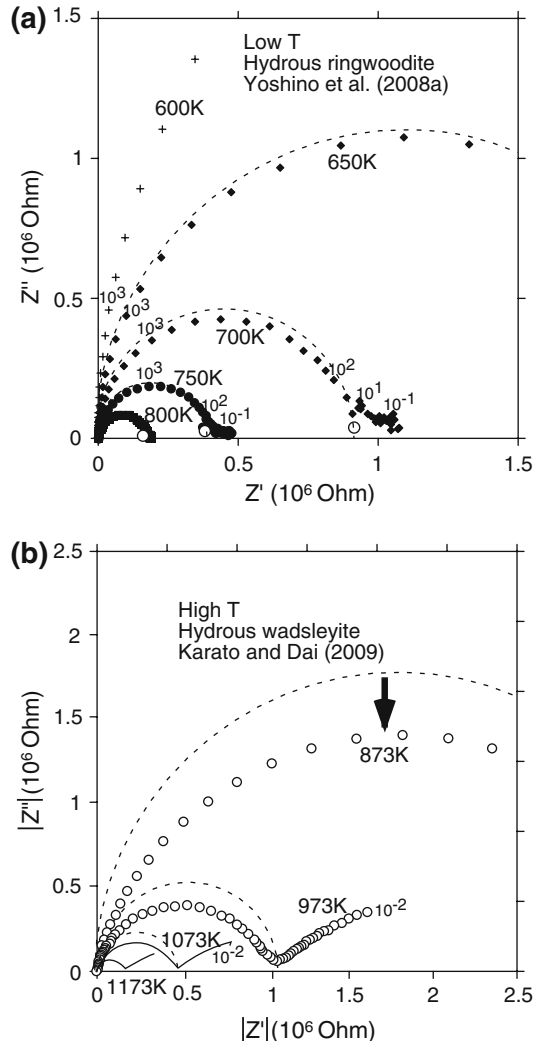 (a)
1.5
1
0.5
0
Z'' (10⁶ Ohm)
Low T
Hydrous ringwoodite
Yoshino et al. (2008a)
600K
650K
10³
10³
10³
700K
10²
10³
750K
10¹
800K
10²
10⁻¹
10⁻¹
0
0.5
1
1.5
Z' (10⁶ Ohm)
(b)
2.5
2
1.5
1
0.5
0
|Z''| (10⁶ Ohm)
High T
Hydrous wadsleyite
Karato and Dai (2009)
873K
973K
10⁻²
1073K
10⁻²
1173K
0
0.5
1
1.5
2
2.5
|Z'| (10⁶ Ohm)